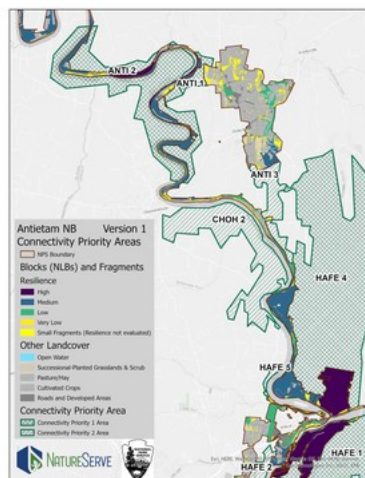 ANTI 2
ANTI 1
ANTI 3
CHOH 2
HAFE 4
HAFE 5
HAFE 1
HAFE 2
Antietam NB Version 1
Connectivity Priority Areas
NPS Boundary
Blocks (NLBs) and Fragments
Resilience
High
Medium
Low
Very Low
Small Fragments (Resilience not evaluated)
Other Landcover
Open Water
Successional-Planted Grasslands & Scrub
Pasture/Hay
Cultivated Crops
Roads and Developed Areas
Connectivity Priority Area
Connectivity Priority 1 Area
Connectivity Priority 2 Area
NATURESERVE